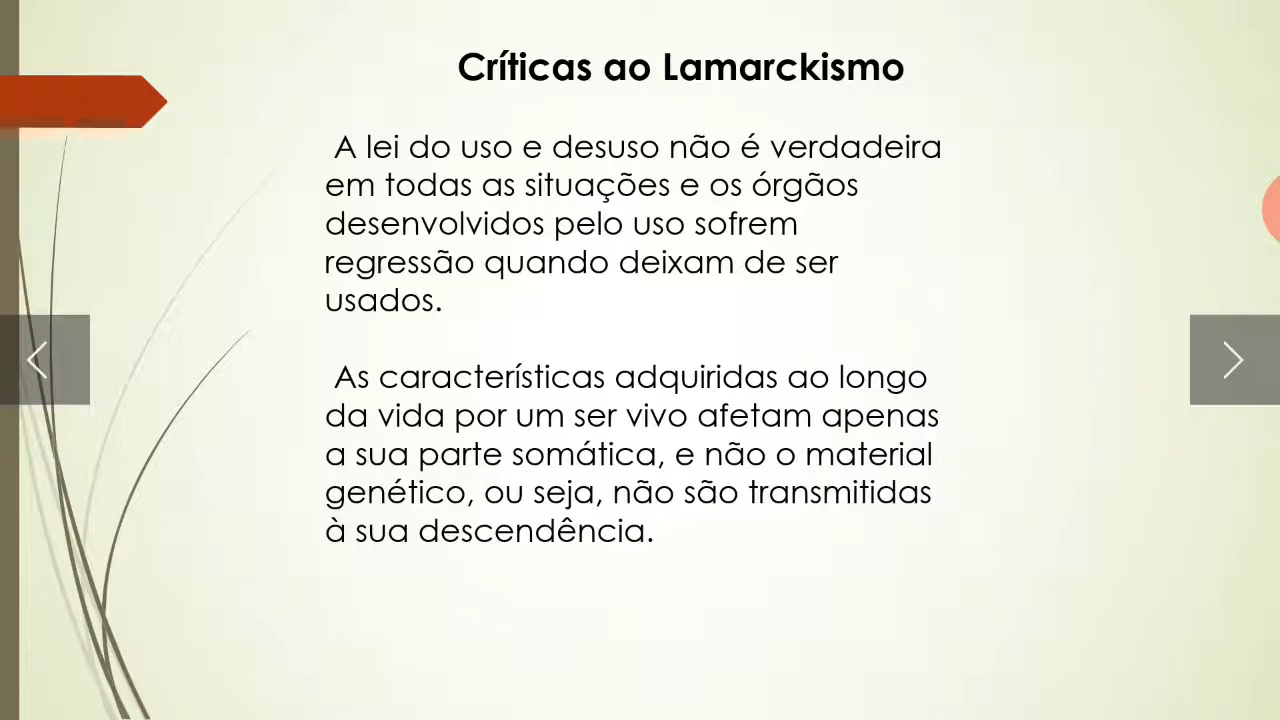 Críticas ao Lamarckismo
A lei do uso e desuso não é verdadeira
em todas as situações e os órgãos
desenvolvidos pelo uso sofrem
regressão quando deixam de ser
usados.
As características adquiridas ao longo
da vida por um ser vivo afetam apenas
a sua parte somática, e não o material
genético, ou seja, não são transmitidas
à sua descendência.